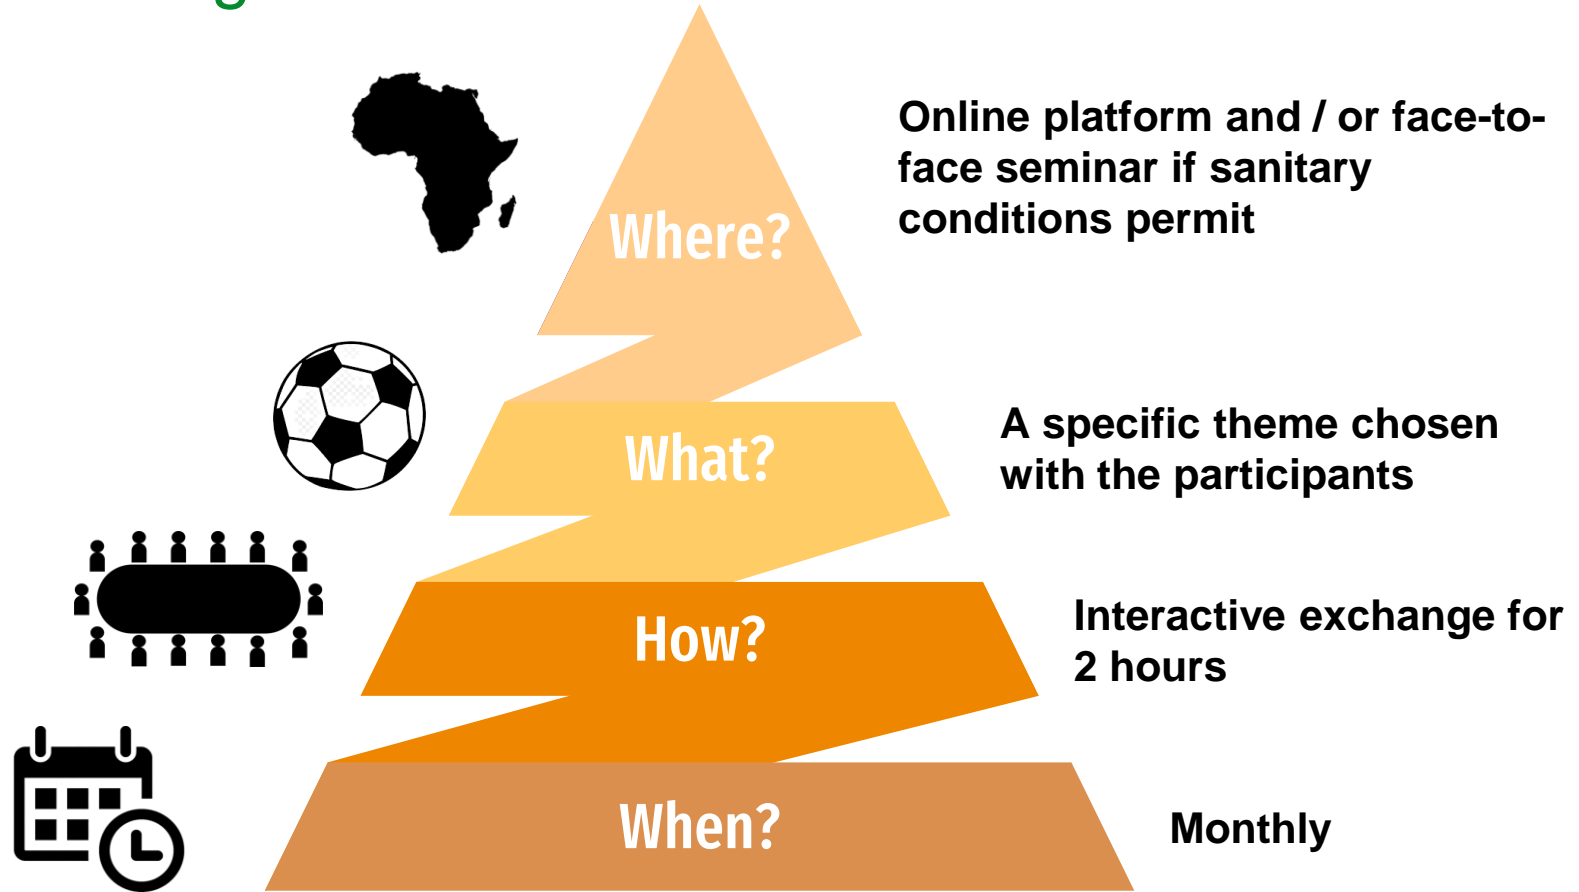 Where?
Online platform and / or face-to-
face seminar if sanitary
conditions permit
What?
A specific theme chosen
with the participants
How?
Interactive exchange for
2 hours
When?
Monthly